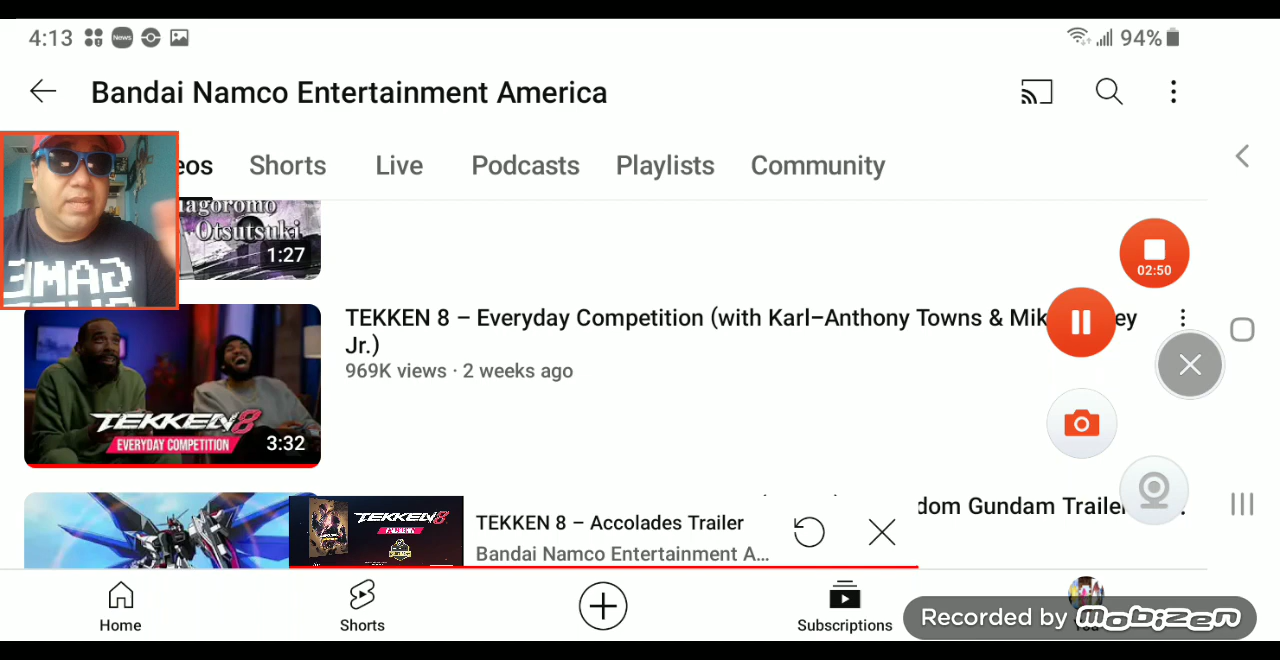 4:13
News
94%
Bandai Namco Entertainment America
eos Shorts Live Podcasts Playlists Community
agoromo
Otsutsuki
1:27
02:50
GAME
TEKKEN 8 – Everyday Competition (with Karl-Anthony Towns & Mik ey
Jr.)
969K views · 2 weeks ago
TEKKEN 8
EVERYDAY COMPETITION
3:32
dom Gundam Trailer
TEKKEN 8
TEKKEN 8 – Accolades Trailer
Bandai Namco Entertainment A...
Home Shorts Subscriptions
Recorded by mobizen